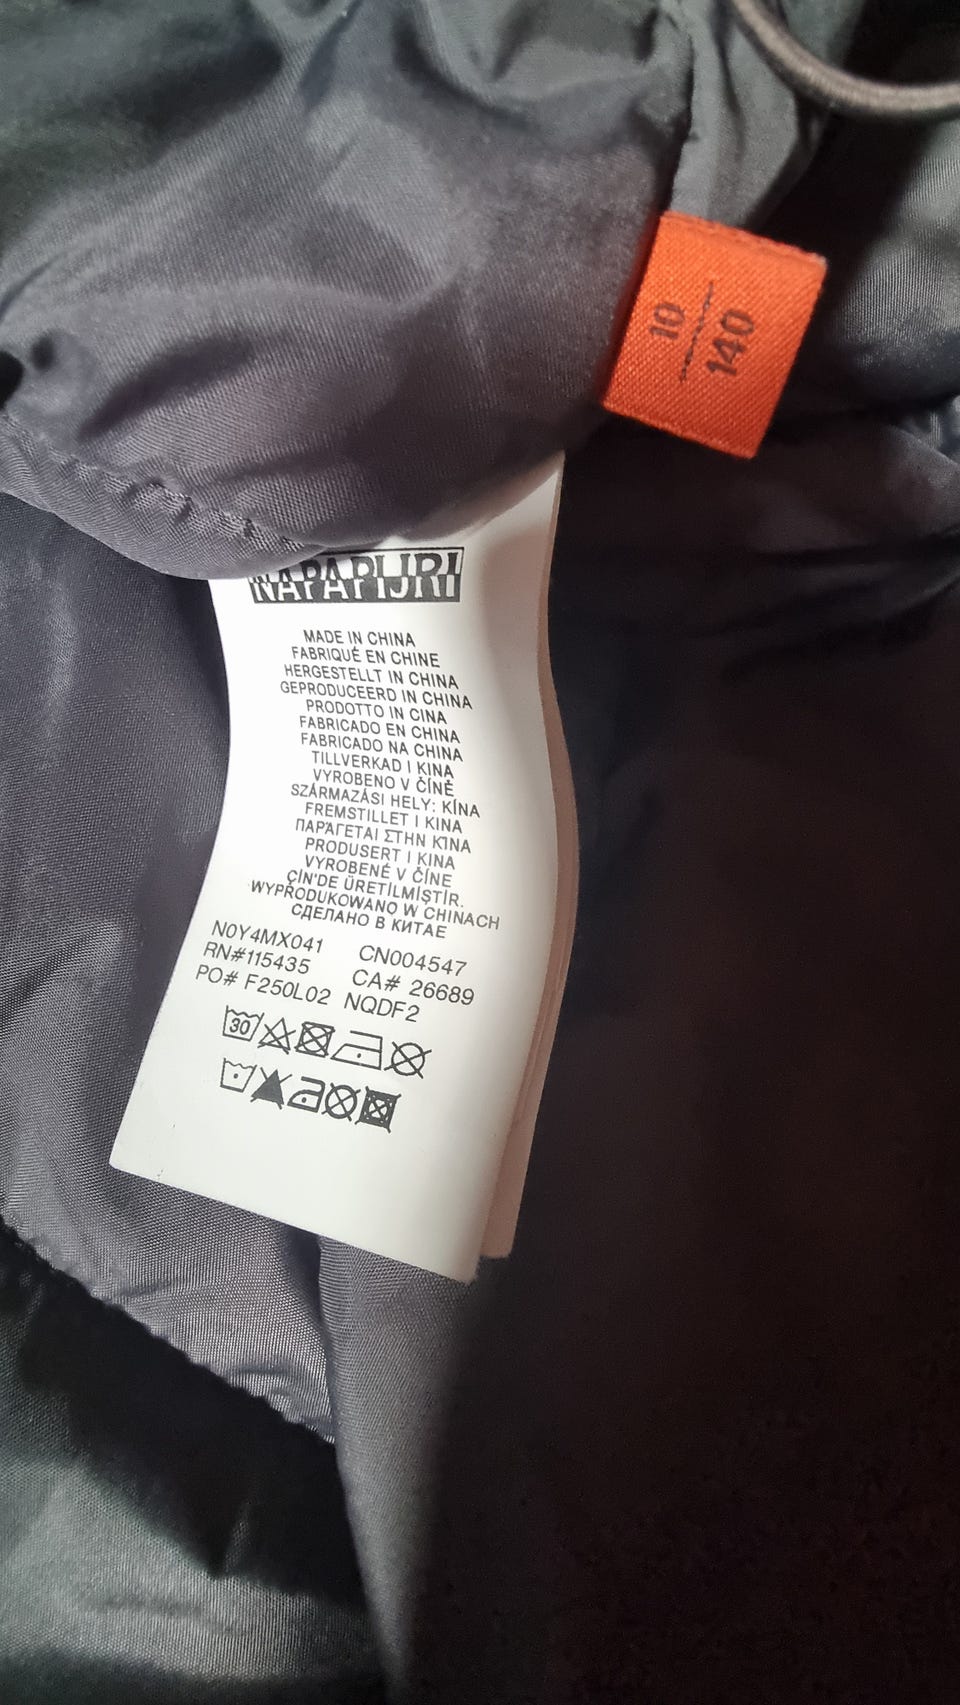 10
140
NAPAPIJRI
MADE IN CHINA
FABRIQUÉ EN CHINE
HERGESTELLT IN CHINA
GEPRODUCEERD IN CHINA
PRODOTTO IN CINA
FABRICADO EN CHINA
FABRICADO NA CHINA
TILLVERKAD I KINA
VYROBENO V ČÍNĚ
SZÁRMAZÁSI HELY: KÍNA
FREMSTILLET I KINA
ΠΑΡΆΓΕΤΑΙ ΣΤΗΝ ΚΊΝΑ
PRODUSERT I KINA
VYROBENÉ V ČÍNE
ÇİN'DE ÜRETİLMİŞTİR.
WYPRODUKOWANO W CHINACH
СДЕЛАНО В КИТАЕ
N0Y4MX041 CN004547
RN#115435 CA# 26689
PO# F250L02 NQDF2
30